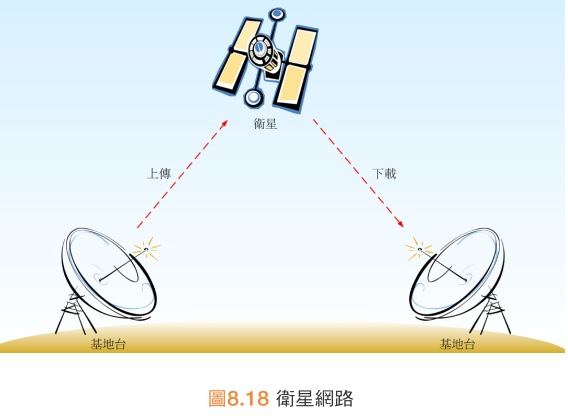 衛星
上傳
下載
基地台
基地台
圖8.18 衛星網路